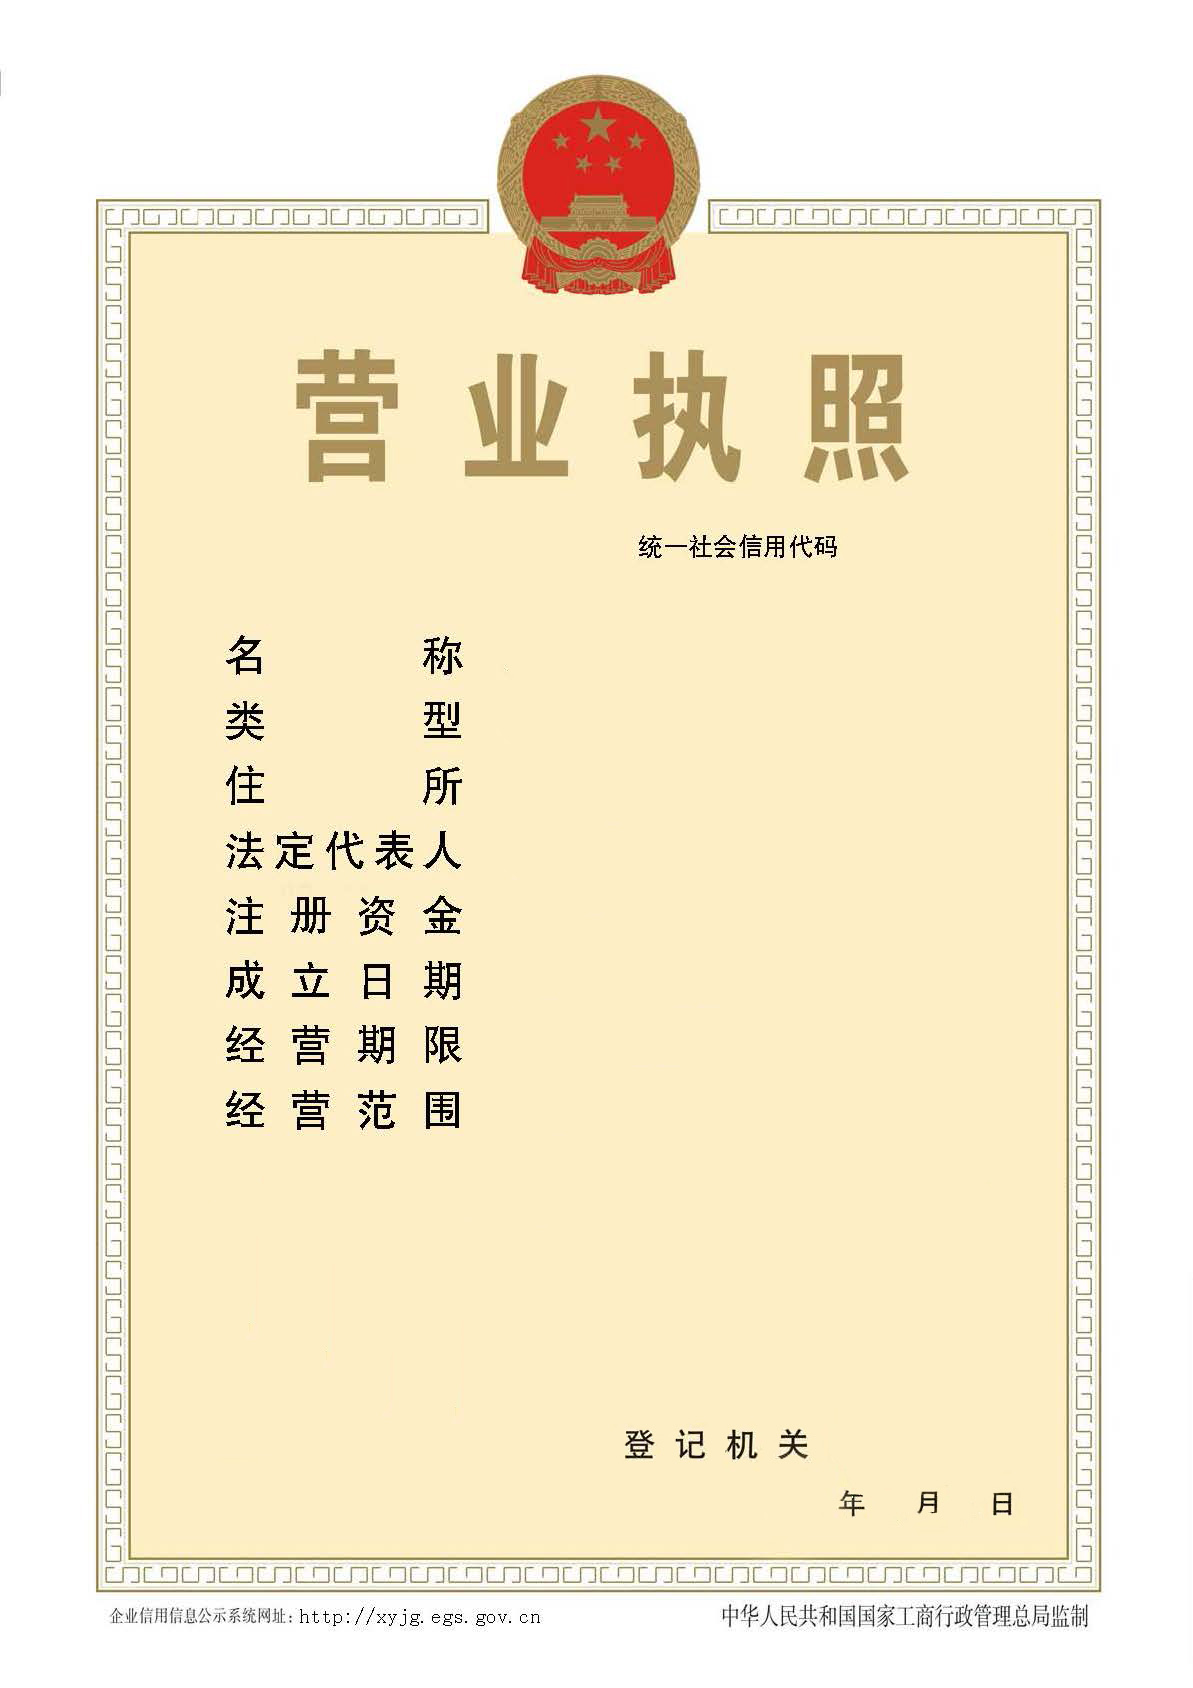 营业执照
统一社会信用代码
名称
类型
住所
法定代表人
注册资金
成立日期
经营期限
经营范围
登记机关
年 月 日
企业信用信息公示系统网址：http://xyjg.egs.gov.cn
中华人民共和国国家工商行政管理总局监制